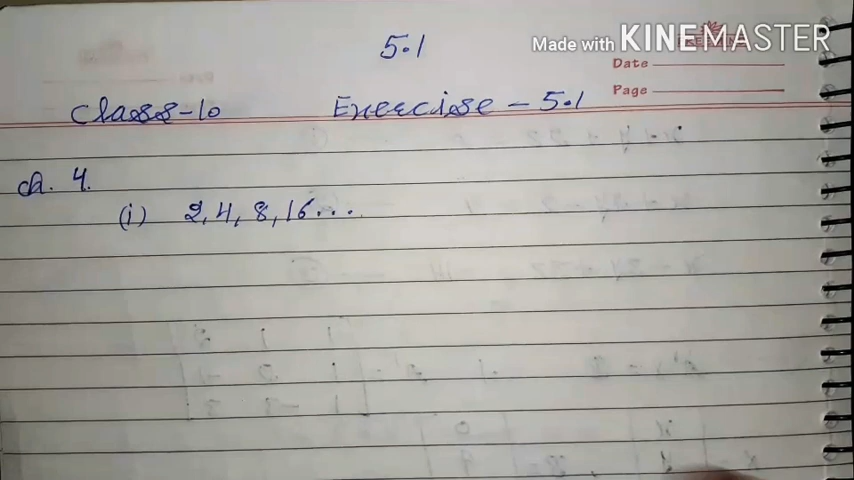 5.1
Made with KINEMASTER
Date
Page
Class-10 Exercise - 5.1
Q. 4.
(i) 2, 4, 8, 16...